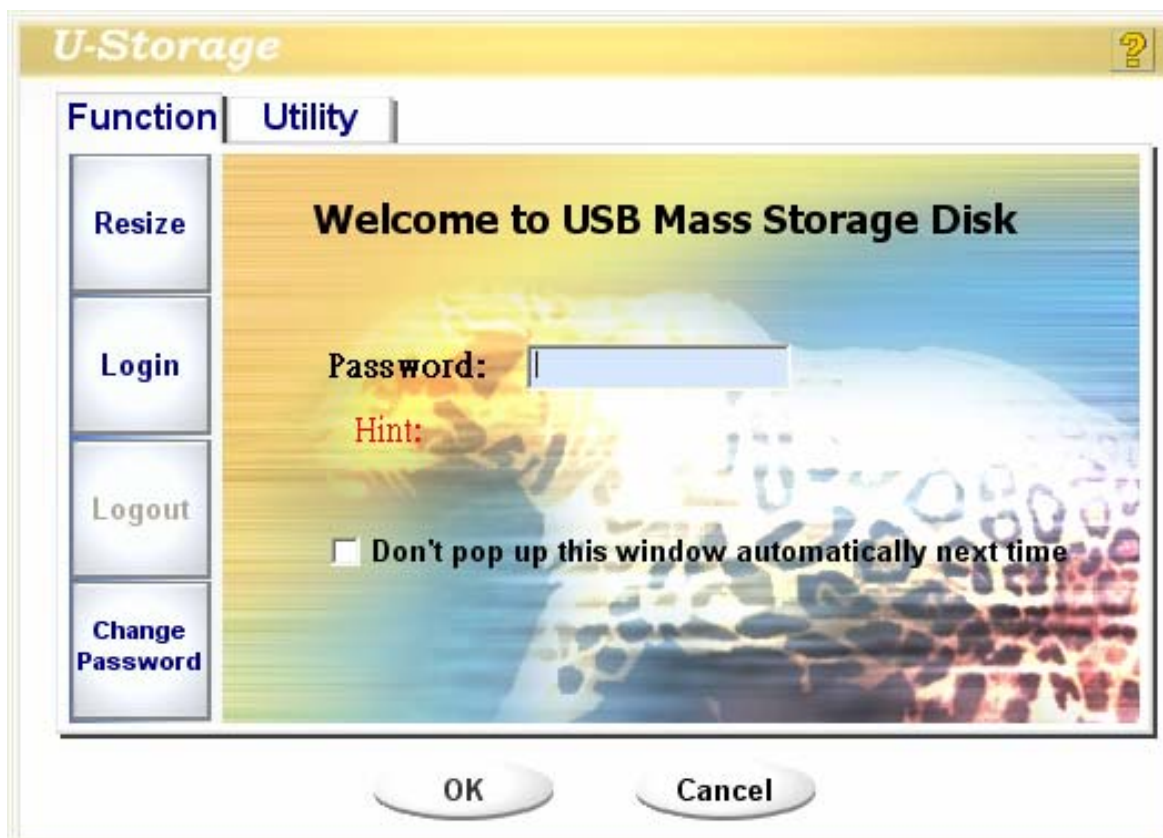 U-Storage
?
Function
Utility
Resize
Login
Logout
Change
Password
Welcome to USB Mass Storage Disk
Password:
Hint:
Don't pop up this window automatically next time
OK
Cancel